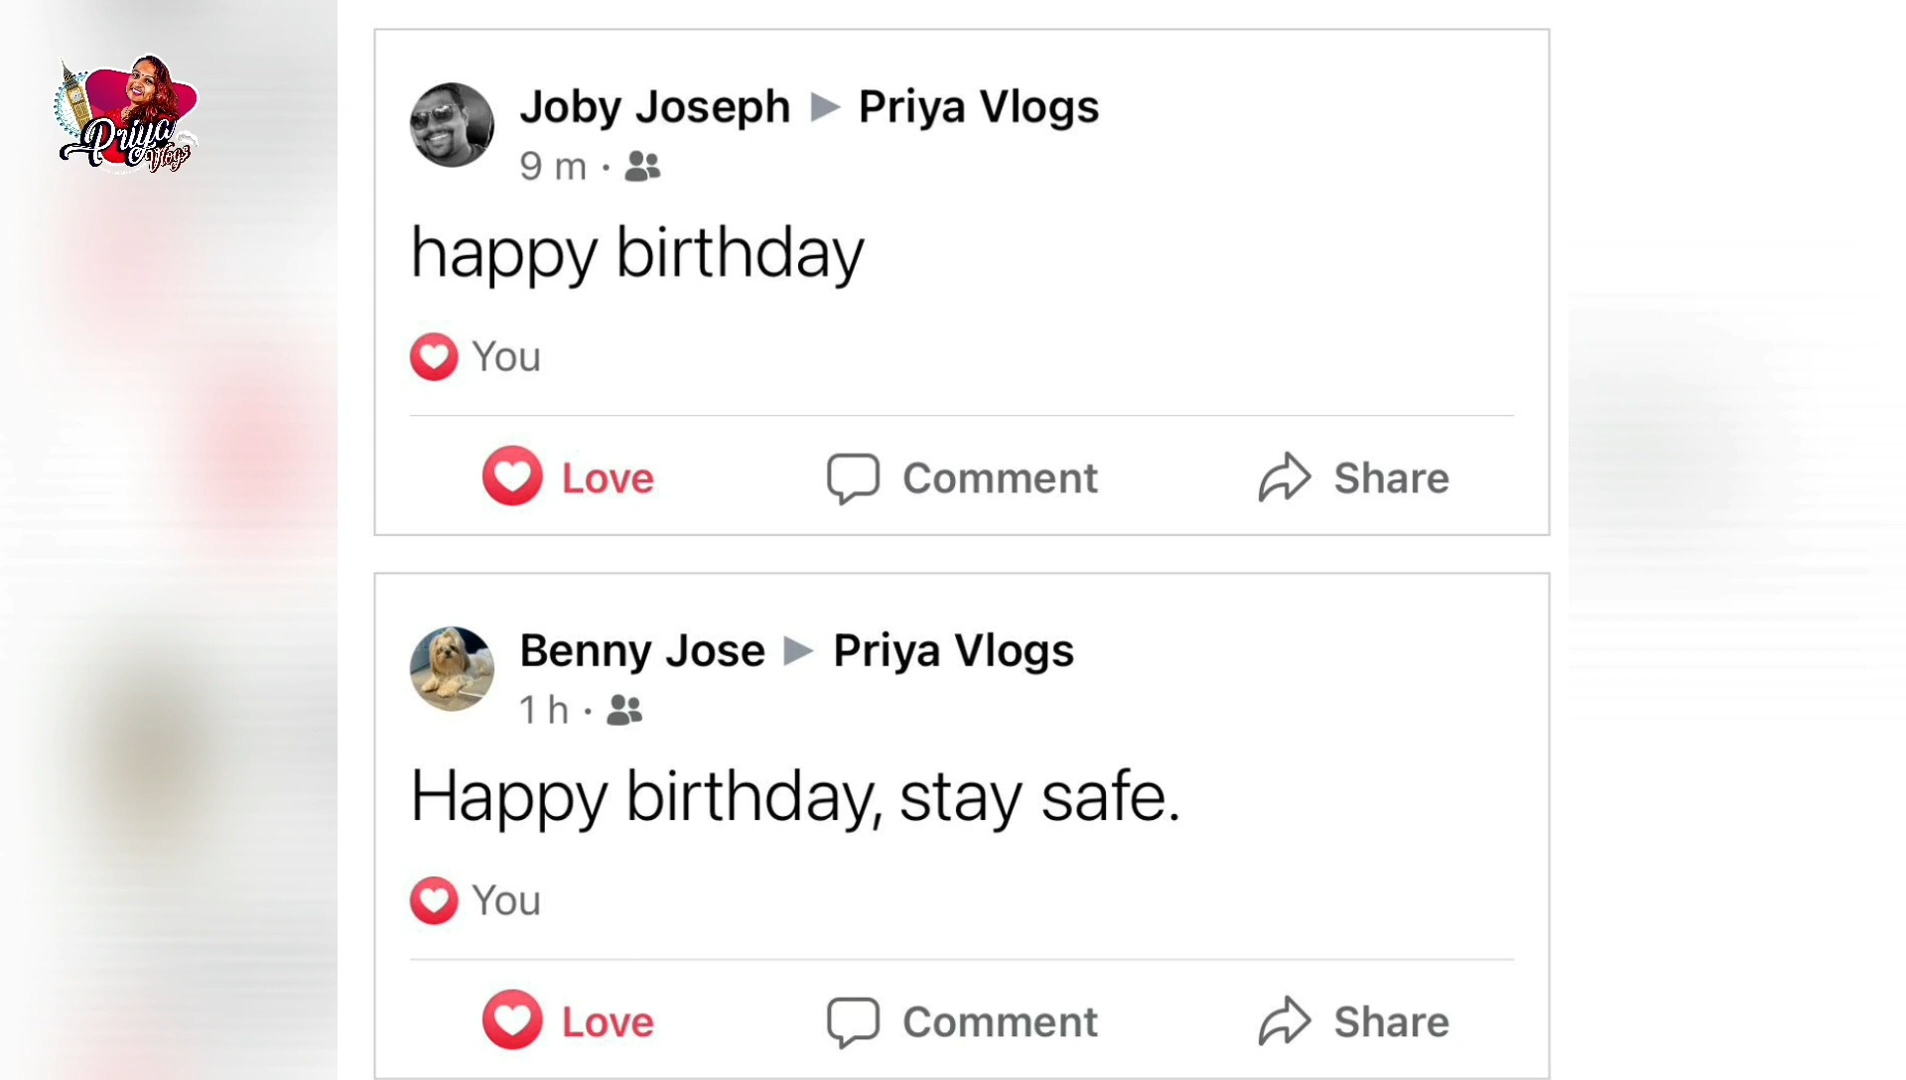 Priya
Vlogs
Joby Joseph ▶ Priya Vlogs
9 m ·
happy birthday
You
Love Comment Share
Benny Jose ▶ Priya Vlogs
1 h ·
Happy birthday, stay safe.
You
Love Comment Share